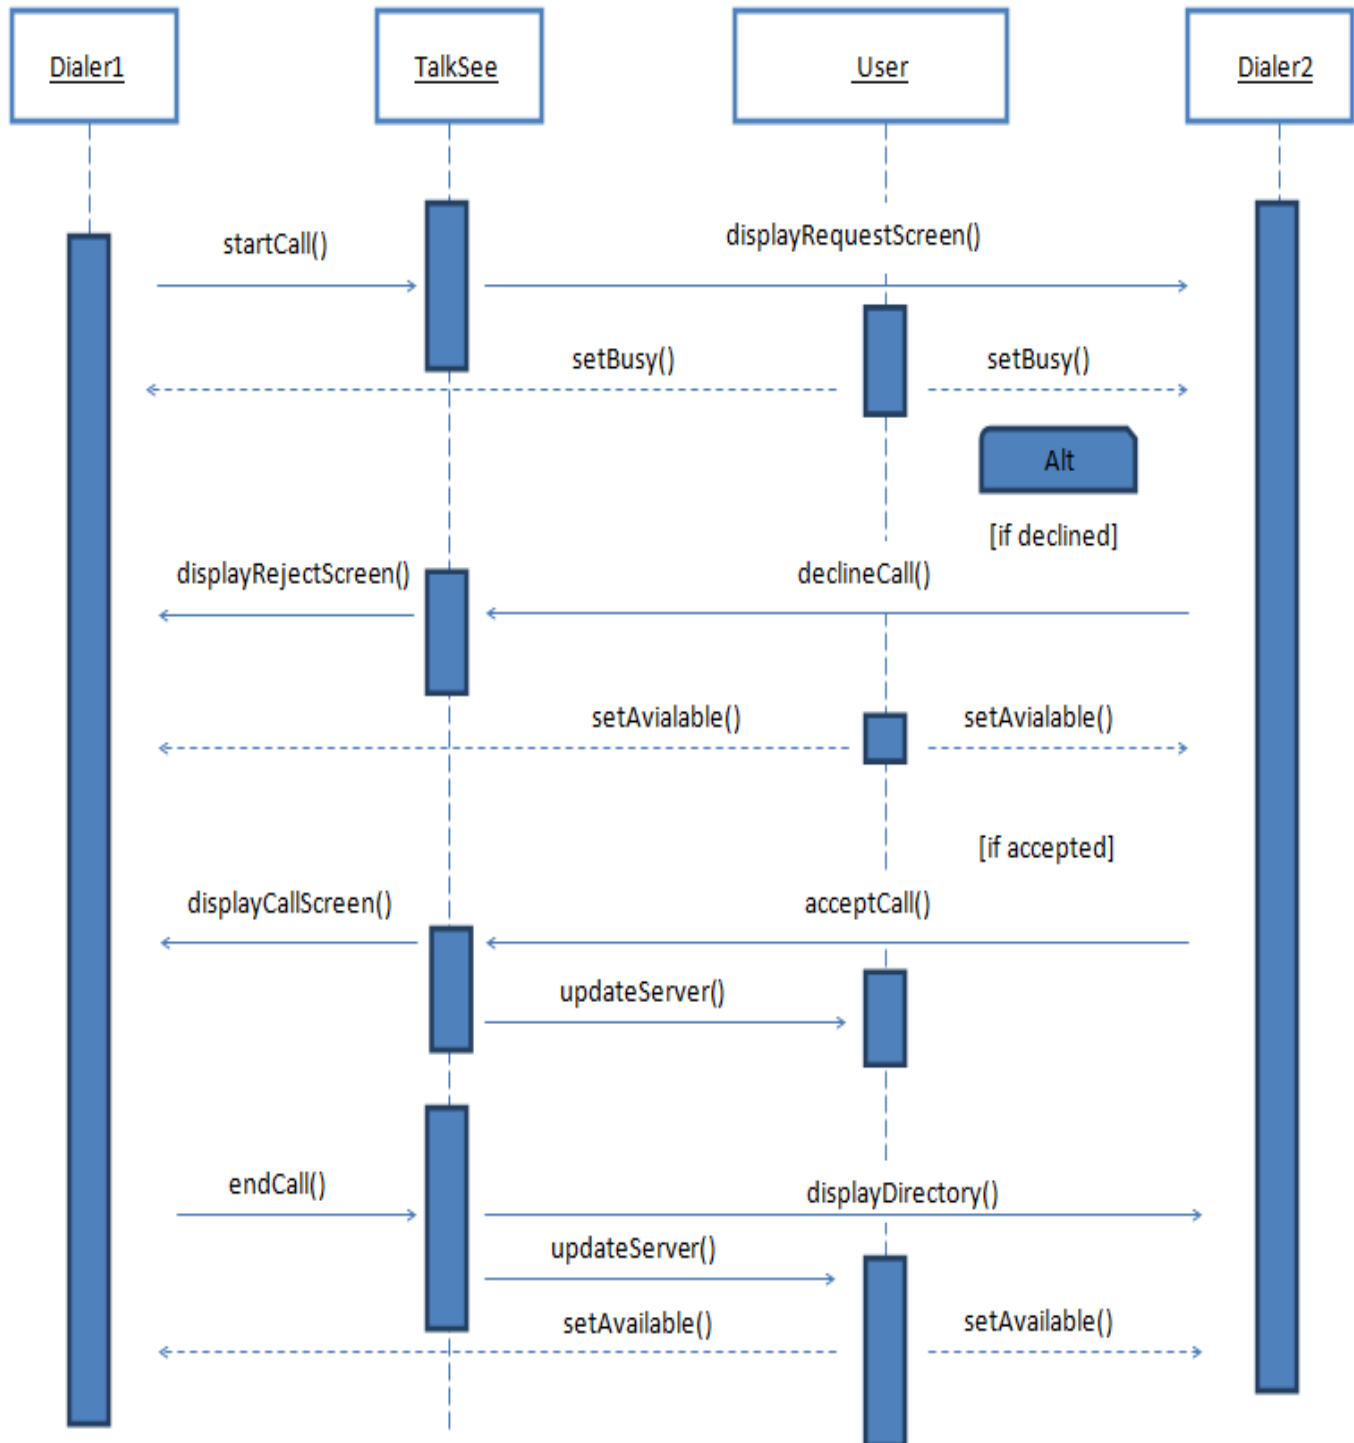 Dialer1
TalkSee
User
Dialer2
startCall()
displayRequestScreen()
setBusy()
setBusy()
Alt
[if declined]
displayRejectScreen()
declineCall()
setAvialable()
setAvialable()
[if accepted]
displayCallScreen()
acceptCall()
updateServer()
endCall()
displayDirectory()
updateServer()
setAvailable()
setAvailable()